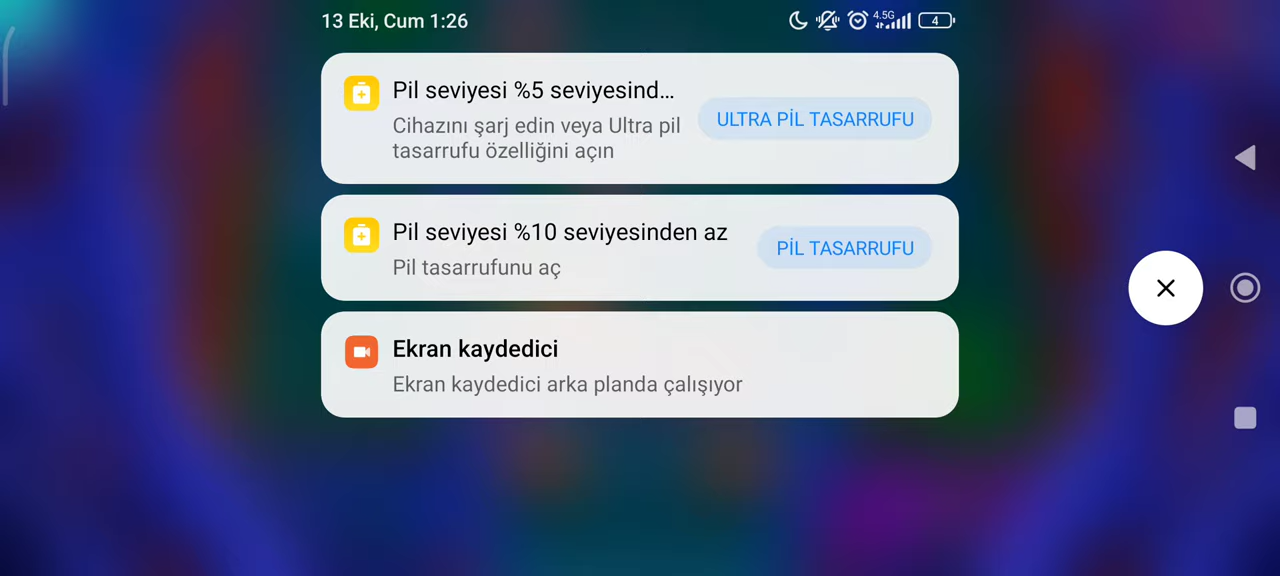 13 Eki, Cum 1:26
4.5G
4
Pil seviyesi %5 seviyesind...
Cihazını şarj edin veya Ultra pil
tasarrufu özelliğini açın
ULTRA PİL TASARRUFU
Pil seviyesi %10 seviyesinden az
Pil tasarrufunu aç
PİL TASARRUFU
Ekran kaydedici
Ekran kaydedici arka planda çalışıyor